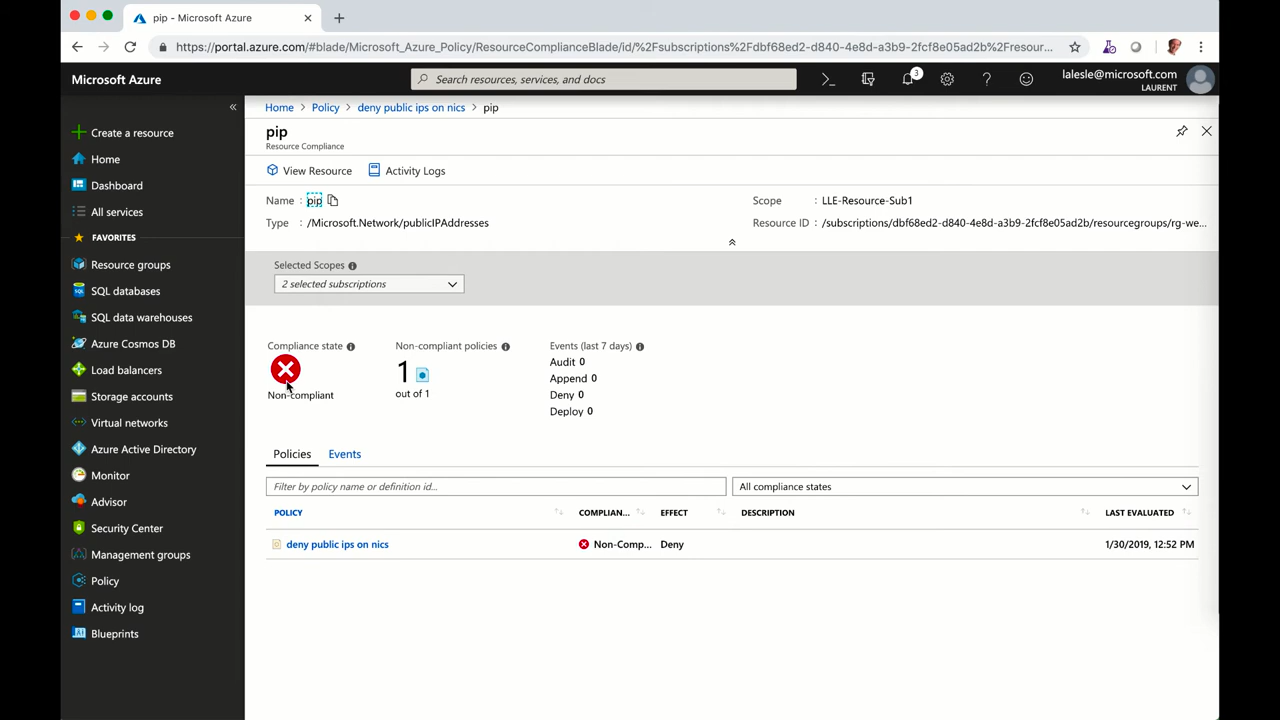 pip - Microsoft Azure
https://portal.azure.com/#blade/Microsoft_Azure_Policy/ResourceComplianceBlade/id/%2Fsubscriptions%2Fdbf68ed2-d840-4e8d-a3b9-2fcf8e05ad2b%2Fresour...
Microsoft Azure
Search resources, services, and docs
3
lalesle@microsoft.com
LAURENT
Create a resource
Home
Dashboard
All services
FAVORITES
Resource groups
SQL databases
SQL data warehouses
Azure Cosmos DB
Load balancers
Storage accounts
Virtual networks
Azure Active Directory
Monitor
Advisor
Security Center
Management groups
Policy
Activity log
Blueprints
Home > Policy > deny public ips on nics > pip
pip
Resource Compliance
View Resource
Activity Logs
Name : pip
Scope : LLE-Resource-Sub1
Type : /Microsoft.Network/publicIPAddresses
Resource ID : /subscriptions/dbf68ed2-d840-4e8d-a3b9-2fcf8e05ad2b/resourcegroups/rg-we...
Selected Scopes
2 selected subscriptions
Compliance state
Non-compliant
Non-compliant policies
1
out of 1
Events (last 7 days)
Audit 0
Append 0
Deny 0
Deploy 0
Policies
Events
Filter by policy name or definition id...
All compliance states
POLICY COMPLIAN... EFFECT DESCRIPTION LAST EVALUATED
deny public ips on nics Non-Comp... Deny 1/30/2019, 12:52 PM